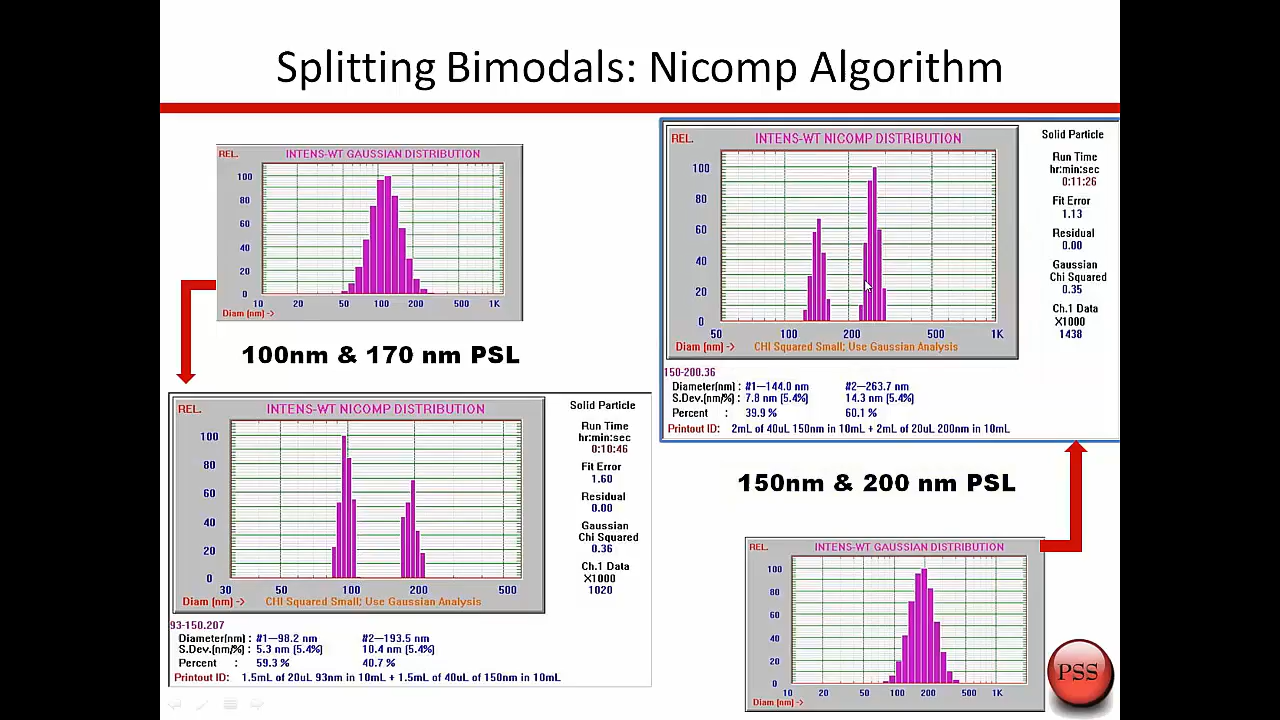 Splitting Bimodals: Nicomp Algorithm
REL. INTENS-WT GAUSSIAN DISTRIBUTION
100
80
60
40
20
0
10 20 50 100 200 500 1K
Diam (nm) ->
100nm & 170 nm PSL
REL. INTENS-WT NICOMP DISTRIBUTION
100
80
60
40
20
0
30 50 100 200 500
Diam (nm) -> CHI Squared Small; Use Gaussian Analysis
Solid Particle
Run Time
hr:min:sec
0:10:46
Fit Error
1.60
Residual
0.00
Gaussian
Chi Squared
0.36
Ch.1 Data
X1000
1020
93-150.207
Diameter(nm) : #1—98.2 nm #2—193.5 nm
S.Dev.(nm/%) : 5.3 nm (5.4%) 10.4 nm (5.4%)
Percent : 59.3 % 40.7 %
Printout ID: 1.5mL of 20uL 93nm in 10mL + 1.5mL of 40uL of 150nm in 10mL
REL. INTENS-WT NICOMP DISTRIBUTION
100
80
60
40
20
0
50 100 200 500 1K
Diam (nm) -> CHI Squared Small; Use Gaussian Analysis
Solid Particle
Run Time
hr:min:sec
0:11:26
Fit Error
1.13
Residual
0.00
Gaussian
Chi Squared
0.35
Ch.1 Data
X1000
1438
150-200.36
Diameter(nm) : #1—144.0 nm #2—263.7 nm
S.Dev.(nm/%) : 7.8 nm (5.4%) 14.3 nm (5.4%)
Percent : 39.9 % 60.1 %
Printout ID: 2mL of 40uL 150nm in 10mL + 2mL of 20uL 200nm in 10mL
150nm & 200 nm PSL
REL. INTENS-WT GAUSSIAN DISTRIBUTION
100
80
60
40
20
0
10 20 50 100 200 500 1K
Diam (nm) ->
PSS